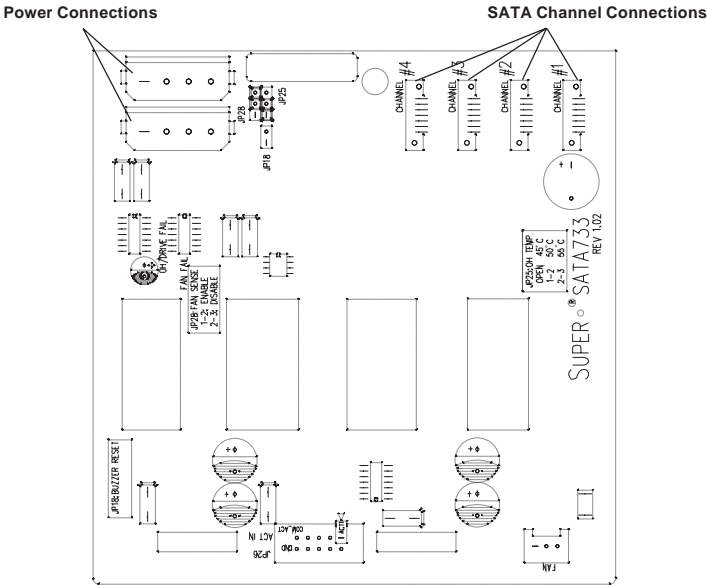 Power Connections
SATA Channel Connections
CHANNEL #4
CHANNEL #3
CHANNEL #2
CHANNEL #1
JP25
JP28
JP18
OH/DRIVE FAIL
FAN FAIL
JP28:FAN SENSE
1-2: ENABLE
2-3: DISABLE
JP25:OH TEMP.
OPEN 45°C
1-2 50°C
2-3 55°C
SUPER SATA733
REV 1.02
JP18:BUZZER RESET
ACT IN
COM_ACT
GND
ACT#
JP26
FAN